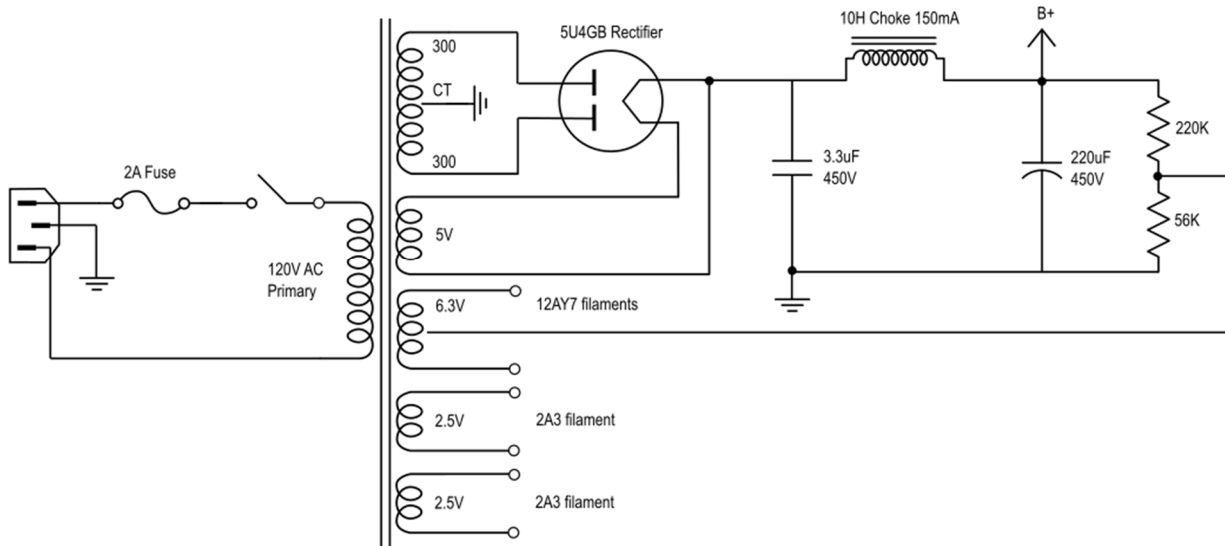 10H Choke 150mA
B+
5U4GB Rectifier
300
CT
300
2A Fuse
3.3uF
450V
220uF
450V
220K
56K
5V
120V AC
Primary
6.3V
12AY7 filaments
2.5V
2A3 filament
2.5V
2A3 filament